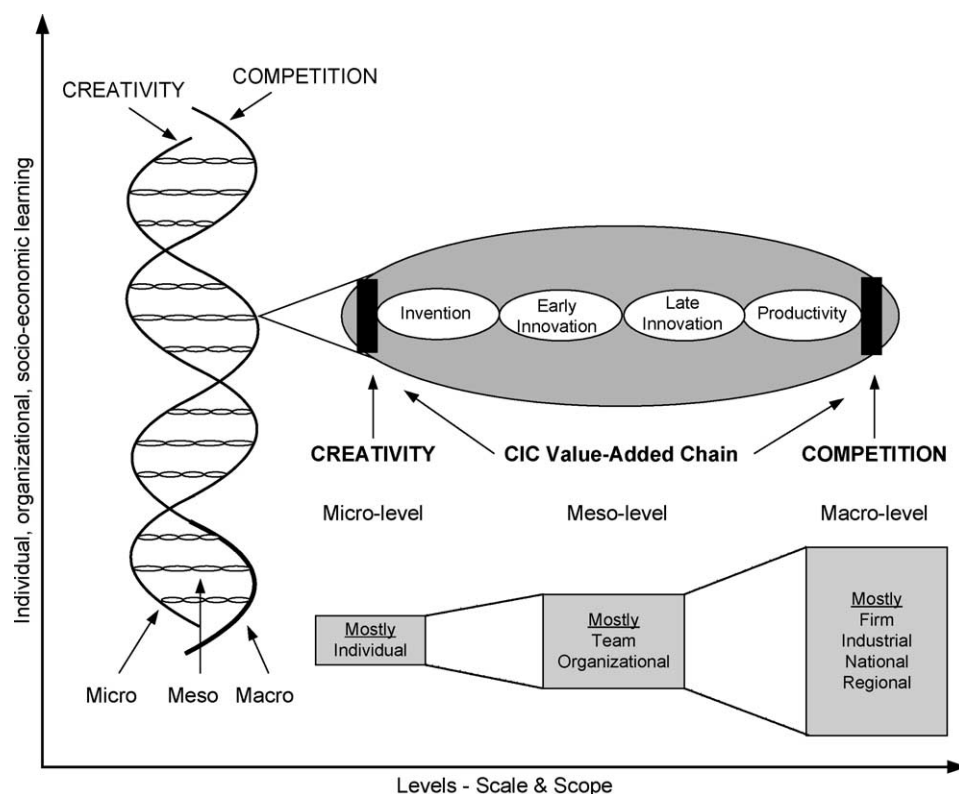 COMPETITION
CREATIVITY
Individual, organizational, socio-economic learning
Invention
Early
Innovation
Late
Innovation
Productivity
CREATIVITY
CIC Value-Added Chain
COMPETITION
Micro-level
Meso-level
Macro-level
Mostly
Individual
Mostly
Team
Organizational
Mostly
Firm
Industrial
National
Regional
Micro
Meso
Macro
Levels - Scale & Scope